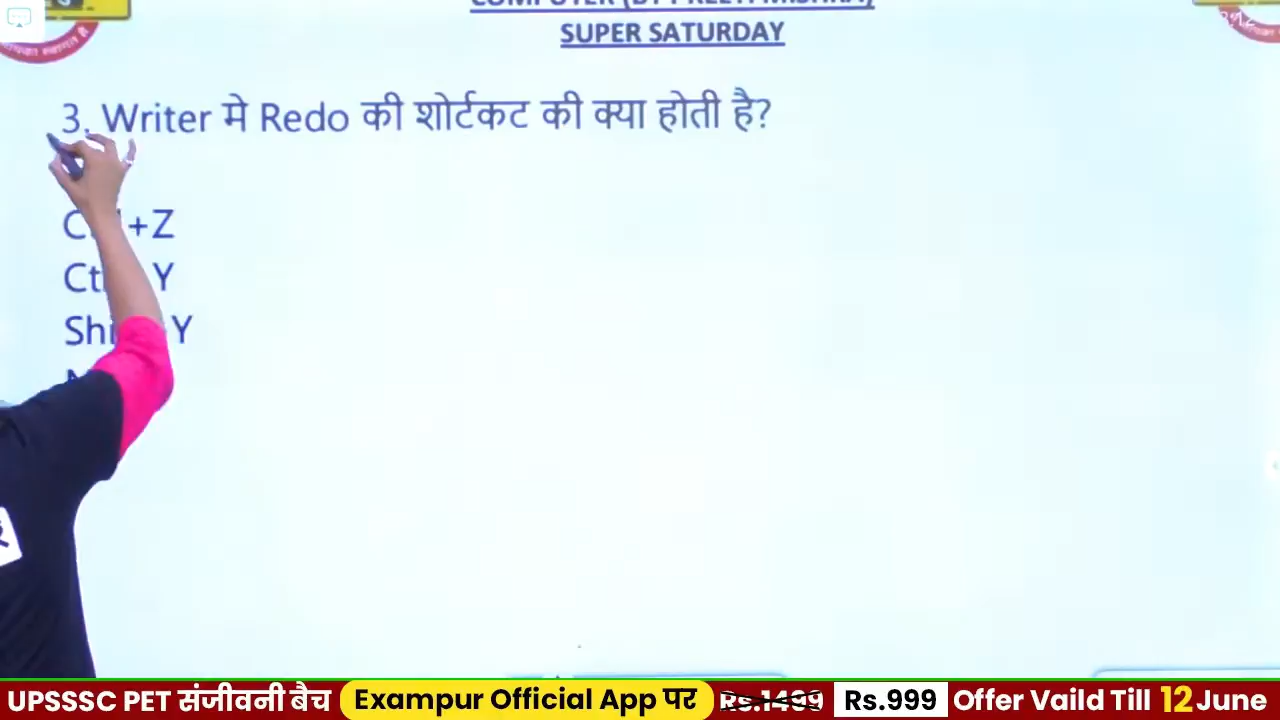 SUPER SATURDAY
3. Writer मे Redo की शोर्टकट की क्या होती है?
+Z
Y
Y
UPSSSC PET संजीवनी बैच Exampur Official App पर Rs.1499 Rs.999 Offer Vaild Till 12 June